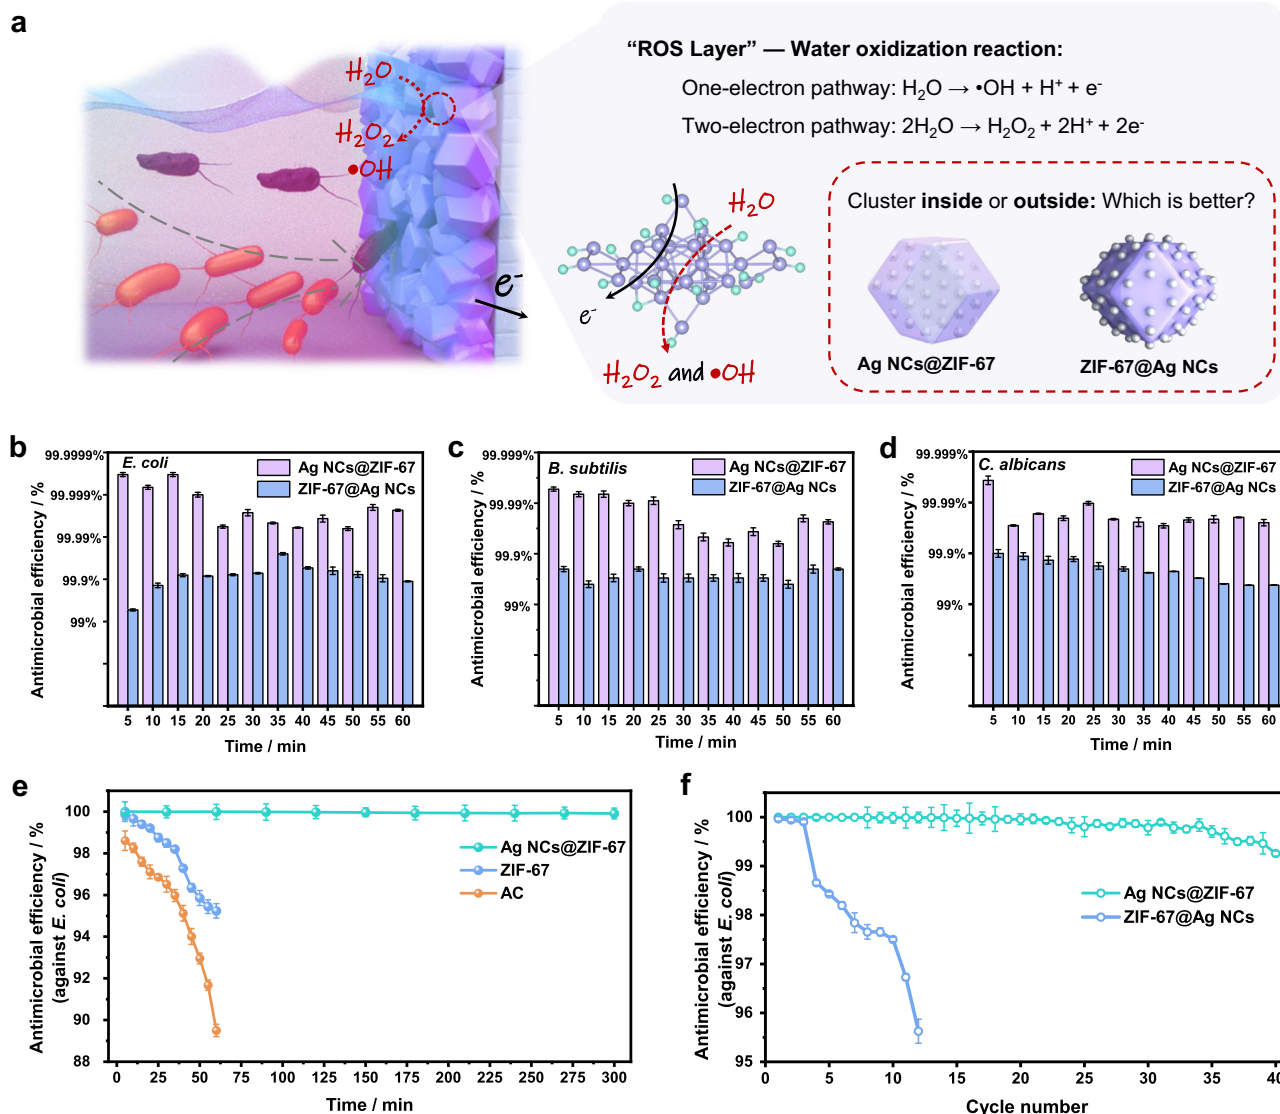 a
H₂O
H₂O₂
•OH
e⁻
“ROS Layer” — Water oxidization reaction:
One-electron pathway: H₂O → •OH + H⁺ + e⁻
Two-electron pathway: 2H₂O → H₂O₂ + 2H⁺ + 2e⁻
H₂O
e⁻
H₂O₂ and •OH
Cluster inside or outside: Which is better?
Ag NCs@ZIF-67
ZIF-67@Ag NCs
b
E. coli
Ag NCs@ZIF-67
ZIF-67@Ag NCs
Antimicrobial efficiency / %
99.9999%
99.999%
99.99%
99.9%
99%
5 10 15 20 25 30 35 40 45 50 55 60
Time / min
c
B. subtilis
Ag NCs@ZIF-67
ZIF-67@Ag NCs
Antimicrobial efficiency / %
99.999%
99.99%
99.9%
99%
5 10 15 20 25 30 35 40 45 50 55 60
Time / min
d
C. albicans
Ag NCs@ZIF-67
ZIF-67@Ag NCs
Antimicrobial efficiency / %
99.999%
99.99%
99.9%
99%
5 10 15 20 25 30 35 40 45 50 55 60
Time / min
e
Antimicrobial efficiency / %
(against E. coli)
100
98
96
94
92
90
88
Ag NCs@ZIF-67
ZIF-67
AC
0 25 50 75 100 125 150 175 200 225 250 275 300
Time / min
f
Antimicrobial efficiency / %
(against E. coli)
100
99
98
97
96
95
Ag NCs@ZIF-67
ZIF-67@Ag NCs
0 5 10 15 20 25 30 35 40
Cycle number